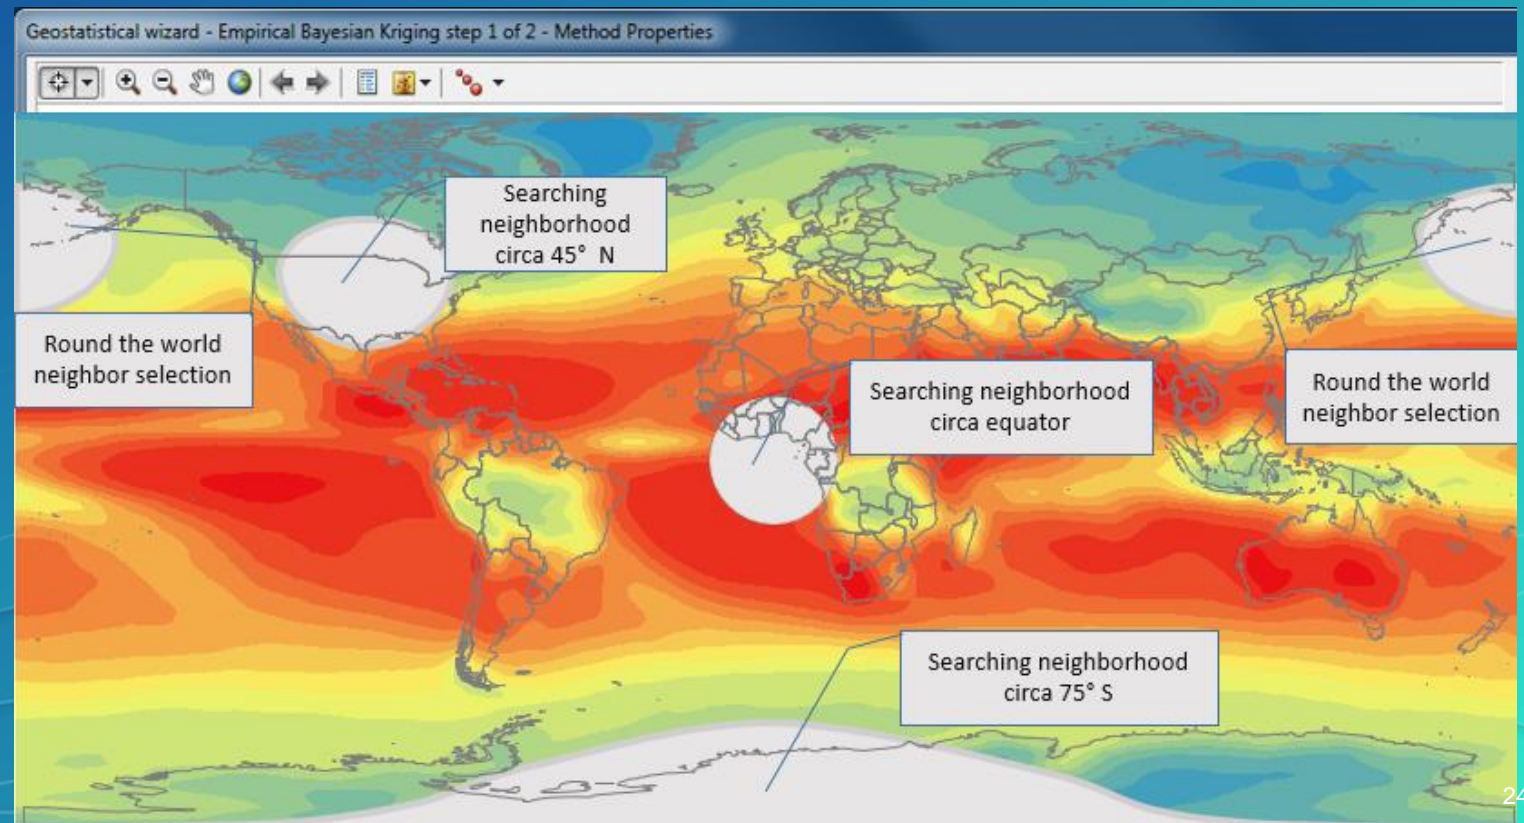 Geostatistical wizard - Empirical Bayesian Kriging step 1 of 2 - Method Properties
Searching
neighborhood
circa 45° N
Round the world
neighbor selection
Searching neighborhood
circa equator
Round the world
neighbor selection
Searching neighborhood
circa 75° S
24